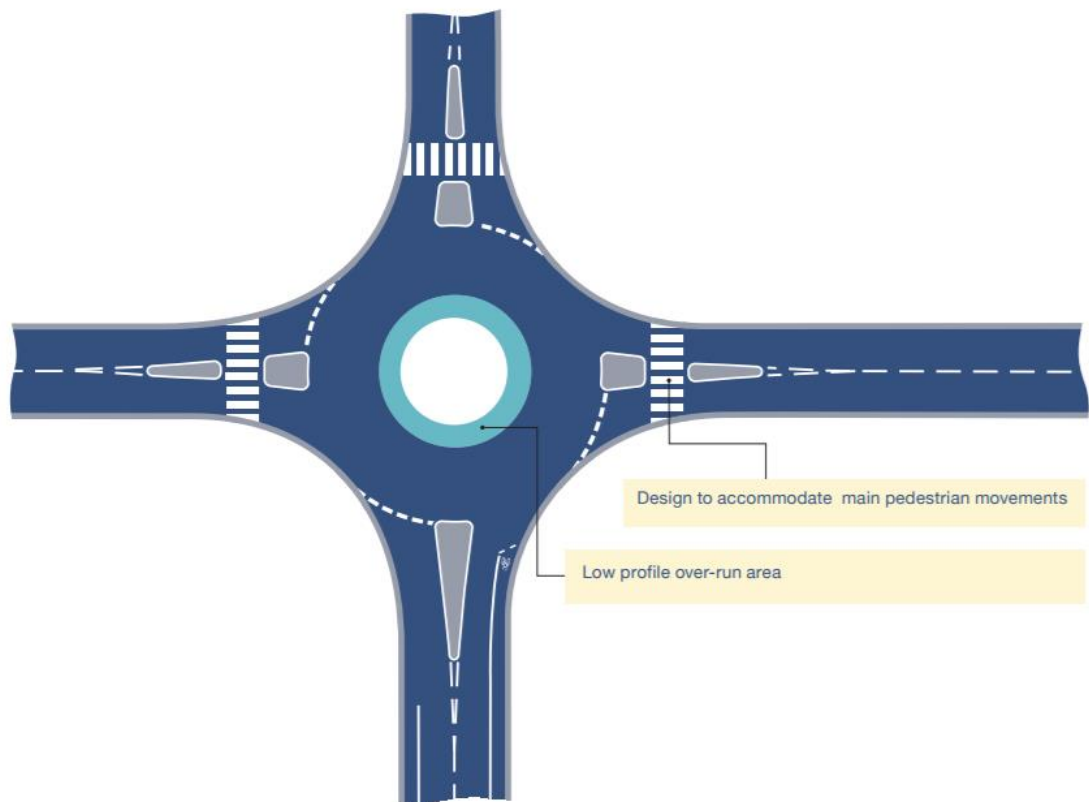 Design to accommodate main pedestrian movements
Low profile over-run area